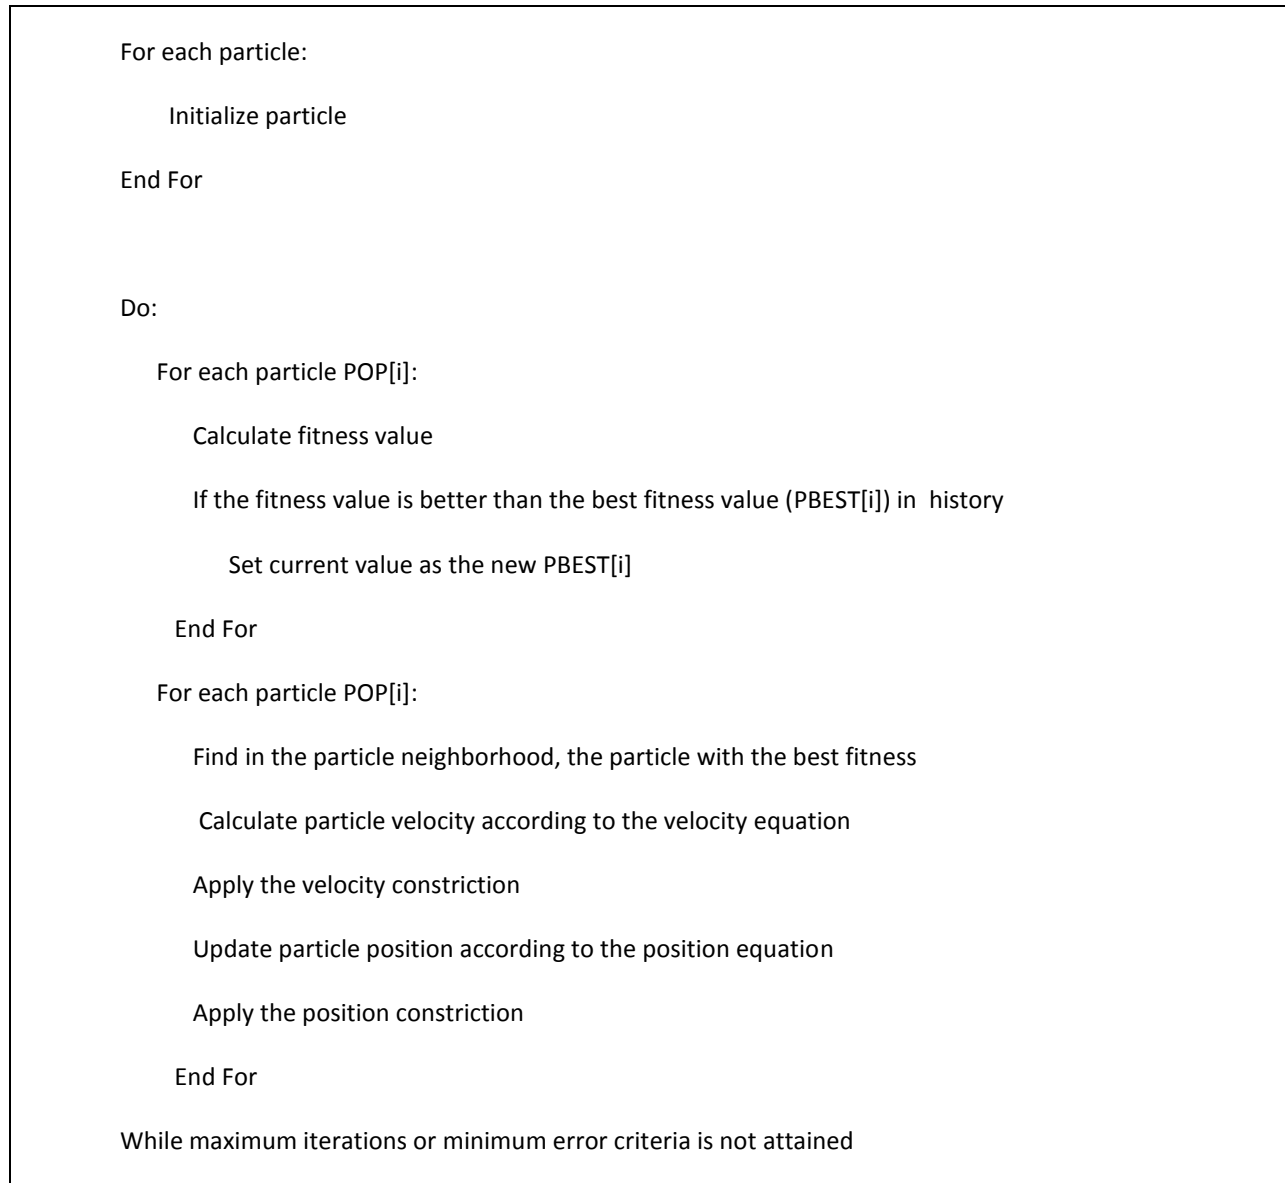 For each particle:
Initialize particle
End For
Do:
For each particle POP[i]:
Calculate fitness value
If the fitness value is better than the best fitness value (PBEST[i]) in  history
Set current value as the new PBEST[i]
End For
For each particle POP[i]:
Find in the particle neighborhood, the particle with the best fitness
Calculate particle velocity according to the velocity equation
Apply the velocity constriction
Update particle position according to the position equation
Apply the position constriction
End For
While maximum iterations or minimum error criteria is not attained